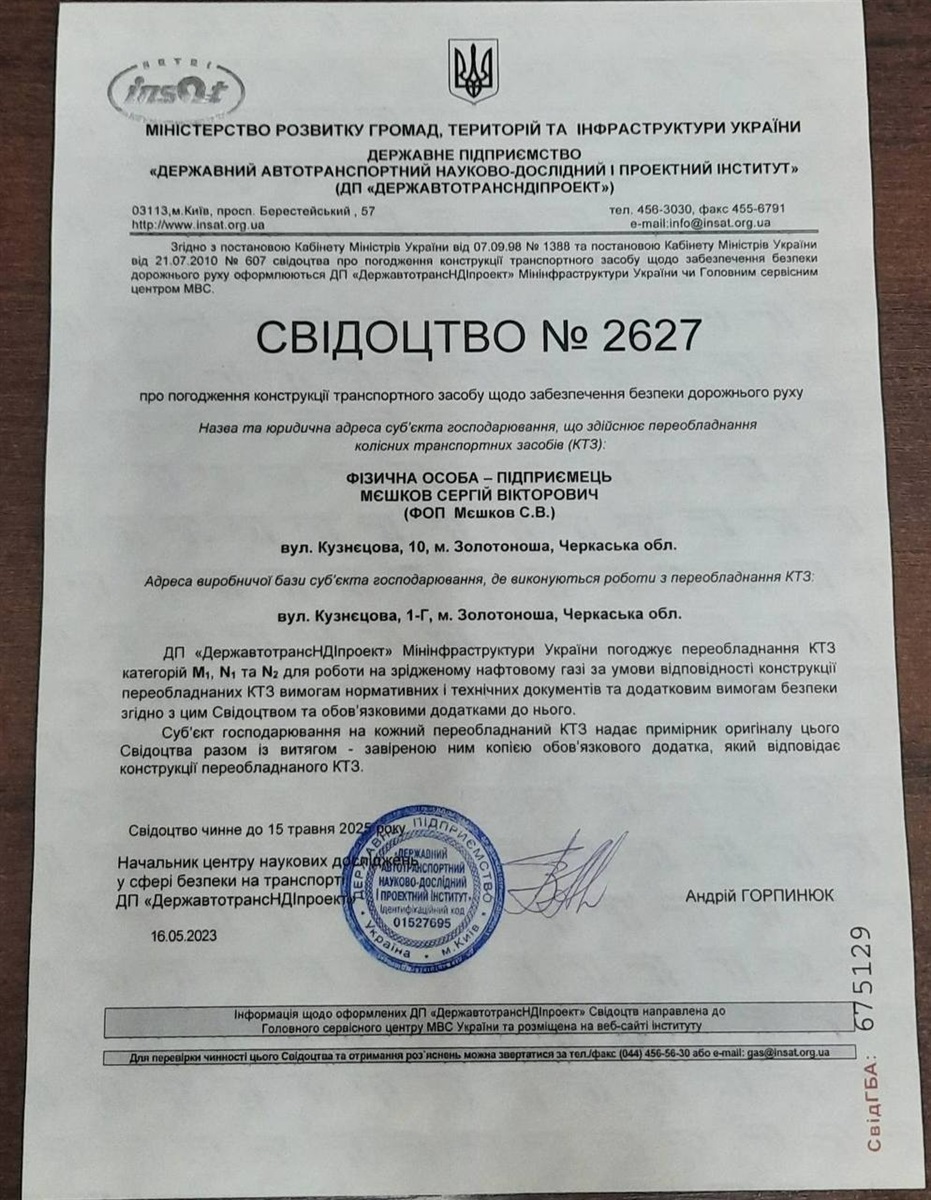 insat
МІНІСТЕРСТВО РОЗВИТКУ ГРОМАД, ТЕРИТОРІЙ ТА ІНФРАСТРУКТУРИ УКРАЇНИ
ДЕРЖАВНЕ ПІДПРИЄМСТВО
«ДЕРЖАВНИЙ АВТОТРАНСПОРТНИЙ НАУКОВО-ДОСЛІДНИЙ І ПРОЕКТНИЙ ІНСТИТУТ»
(ДП «ДЕРЖАВТОТРАНСНДІПРОЕКТ»)
03113,м.Київ, просп. Берестейський , 57
тел. 456-3030, факс 455-6791
http://www.insat.org.ua
e-mail:info@insat.org.ua
Згідно з постановою Кабінету Міністрів України від 07.09.98 № 1388 та постановою Кабінету Міністрів України
від 21.07.2010 № 607 свідоцтва про погодження конструкції транспортного засобу щодо забезпечення безпеки
дорожнього руху оформлюються ДП «ДержавтотрансНДІпроект» Мінінфраструктури України чи Головним сервісним
центром МВС.
СВІДОЦТВО № 2627
про погодження конструкції транспортного засобу щодо забезпечення безпеки дорожнього руху
Назва та юридична адреса суб'єкта господарювання, що здійснює переобладнання
колісних транспортних засобів (КТЗ):
ФІЗИЧНА ОСОБА – ПІДПРИЄМЕЦЬ
МЄШКОВ СЕРГІЙ ВІКТОРОВИЧ
(ФОП Мєшков С.В.)
вул. Кузнєцова, 10, м. Золотоноша, Черкаська обл.
Адреса виробничої бази суб'єкта господарювання, де виконуються роботи з переобладнання КТЗ:
вул. Кузнєцова, 1-Г, м. Золотоноша, Черкаська обл.
ДП «ДержавтотрансНДІпроект» Мінінфраструктури України погоджує переобладнання КТЗ
категорій M₁, N₁ та N₂ для роботи на зрідженому нафтовому газі за умови відповідності конструкції
переобладнаних КТЗ вимогам нормативних і технічних документів та додатковим вимогам безпеки
згідно з цим Свідоцтвом та обов'язковими додатками до нього.
Суб'єкт господарювання на кожний переобладнаний КТЗ надає примірник оригіналу цього
Свідоцтва разом із витягом - завіреною ним копією обов'язкового додатка, який відповідає
конструкції переобладнаного КТЗ.
Свідоцтво чинне до 15 травня 2025 року
Начальник центру наукових досліджень
у сфері безпеки на транспорті
ДП «ДержавтотрансНДІпроект»
Андрій ГОРПИНЮК
16.05.2023
ДЕРЖАВНЕ ПІДПРИЄМСТВО
«ДЕРЖАВНИЙ
АВТОТРАНСПОРТНИЙ
НАУКОВО-ДОСЛІДНИЙ
І ПРОЕКТНИЙ ІНСТИТУТ»
Ідентифікаційний код
01527695
Україна • м.Київ
Інформація щодо оформлених ДП «ДержавтотрансНДІпроект» Свідоцтв направлена до
Головного сервісного центру МВС України та розміщена на веб-сайті інституту
Для перевірки чинності цього Свідоцтва та отримання роз'яснень можна звертатися за тел./факс (044) 456-56-30 або e-mail: gas@insat.org.ua
СвідГБА: 675129